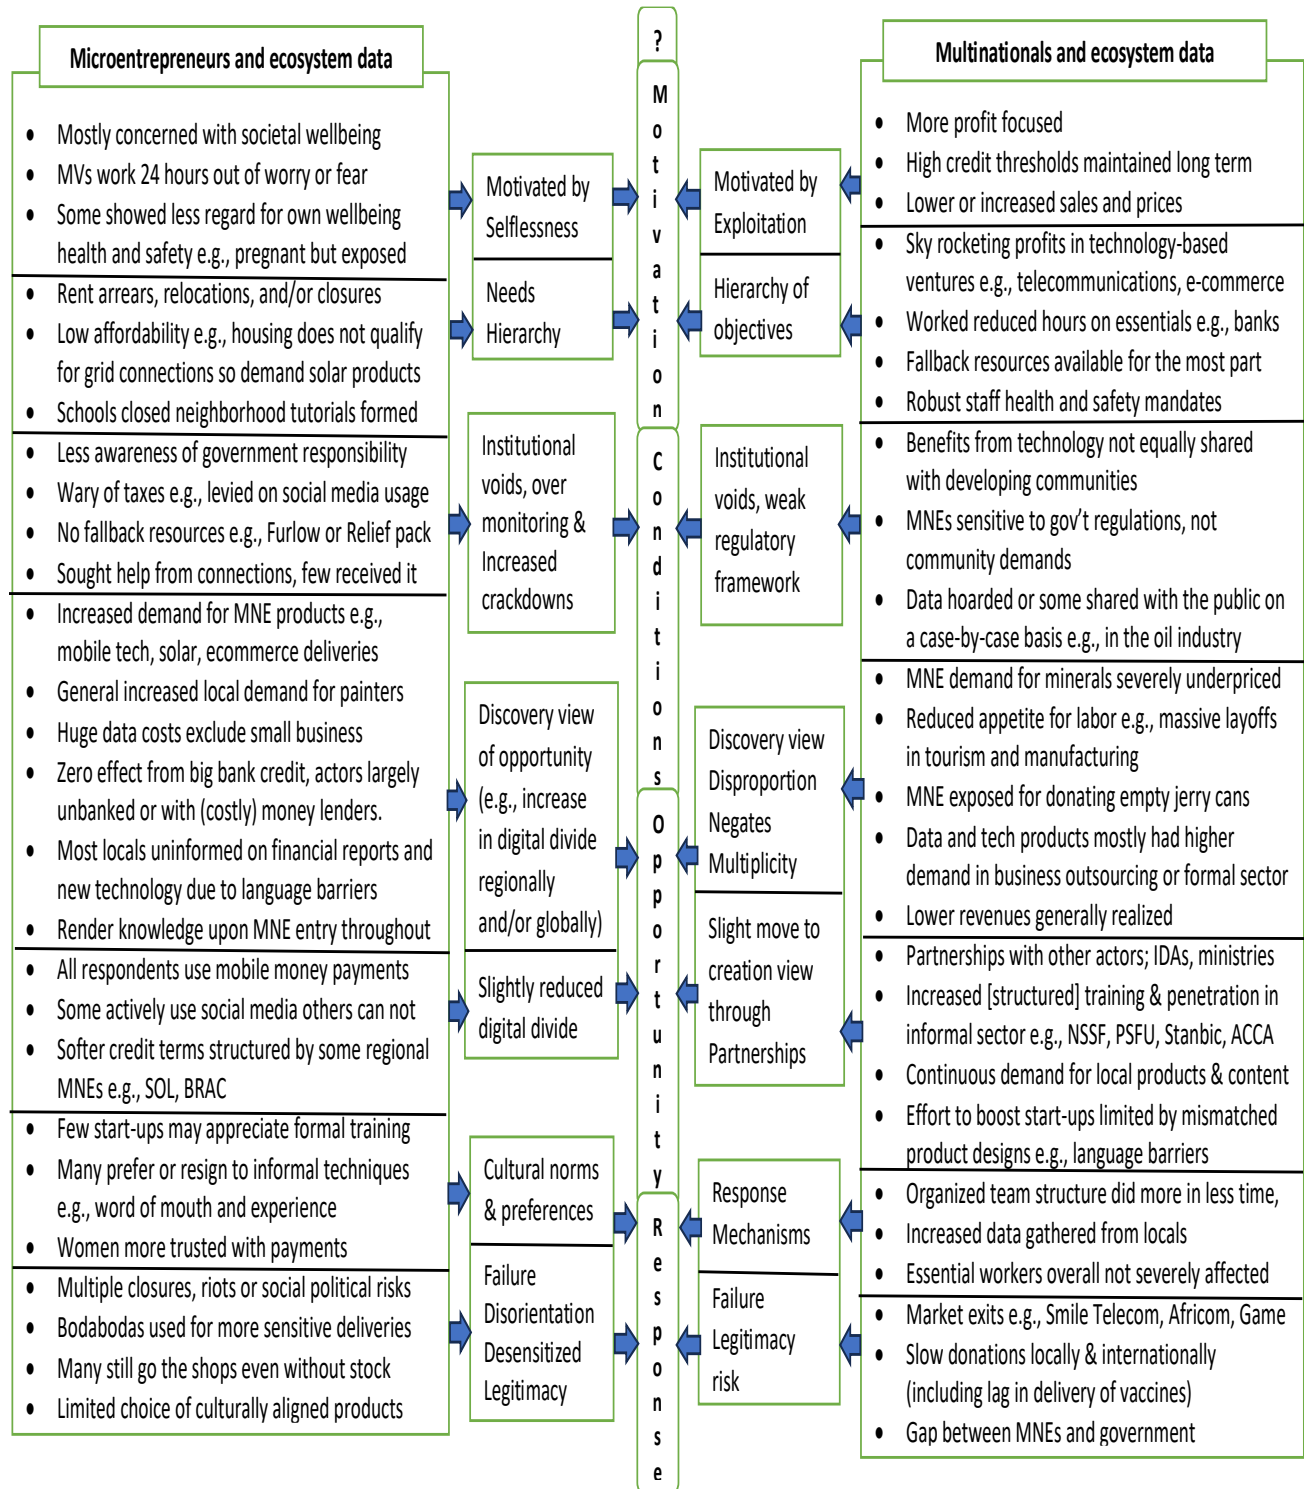 Microentrepreneurs and ecosystem data
Mostly concerned with societal wellbeing
MVs work 24 hours out of worry or fear
Some showed less regard for own wellbeing
health and safety e.g., pregnant but exposed
Rent arrears, relocations, and/or closures
Low affordability e.g., housing does not qualify
for grid connections so demand solar products
Schools closed neighborhood tutorials formed
Less awareness of government responsibility
Wary of taxes e.g., levied on social media usage
No fallback resources e.g., Furlow or Relief pack
Sought help from connections, few received it
Increased demand for MNE products e.g.,
mobile tech, solar, ecommerce deliveries
General increased local demand for painters
Huge data costs exclude small business
Zero effect from big bank credit, actors largely
unbanked or with (costly) money lenders.
Most locals uninformed on financial reports and
new technology due to language barriers
Render knowledge upon MNE entry throughout
All respondents use mobile money payments
Some actively use social media others can not
Softer credit terms structured by some regional
MNEs e.g., SOL, BRAC
Few start-ups may appreciate formal training
Many prefer or resign to informal techniques
e.g., word of mouth and experience
Women more trusted with payments
Multiple closures, riots or social political risks
Bodabodas used for more sensitive deliveries
Many still go the shops even without stock
Limited choice of culturally aligned products
Motivated by
Selflessness
Needs
Hierarchy
Institutional
voids, over
monitoring &
Increased
crackdowns
Discovery view
of opportunity
(e.g., increase
in digital divide
regionally
and/or globally)
Slightly reduced
digital divide
Cultural norms
& preferences
Failure
Disorientation
Desensitized
Legitimacy
?
Motivation
Conditions
Opportunity
Response
Motivated by
Exploitation
Hierarchy of
objectives
Institutional
voids, weak
regulatory
framework
Discovery view
Disproportion
Negates
Multiplicity
Slight move to
creation view
through
Partnerships
Response
Mechanisms
Failure
Legitimacy
risk
Multinationals and ecosystem data
More profit focused
High credit thresholds maintained long term
Lower or increased sales and prices
Sky rocketing profits in technology-based
ventures e.g., telecommunications, e-commerce
Worked reduced hours on essentials e.g., banks
Fallback resources available for the most part
Robust staff health and safety mandates
Benefits from technology not equally shared
with developing communities
MNEs sensitive to gov't regulations, not
community demands
Data hoarded or some shared with the public on
a case-by-case basis e.g., in the oil industry
MNE demand for minerals severely underpriced
Reduced appetite for labor e.g., massive layoffs
in tourism and manufacturing
MNE exposed for donating empty jerry cans
Data and tech products mostly had higher
demand in business outsourcing or formal sector
Lower revenues generally realized
Partnerships with other actors; IDAs, ministries
Increased [structured] training & penetration in
informal sector e.g., NSSF, PSFU, Stanbic, ACCA
Continuous demand for local products & content
Effort to boost start-ups limited by mismatched
product designs e.g., language barriers
Organized team structure did more in less time,
Increased data gathered from locals
Essential workers overall not severely affected
Market exits e.g., Smile Telecom, Africom, Game
Slow donations locally & internationally
(including lag in delivery of vaccines)
Gap between MNEs and government